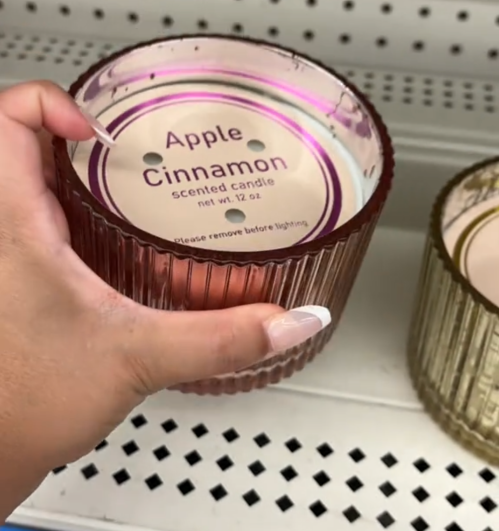 Apple
Cinnamon
scented candle
net wt. 12 oz
Please remove before lighting